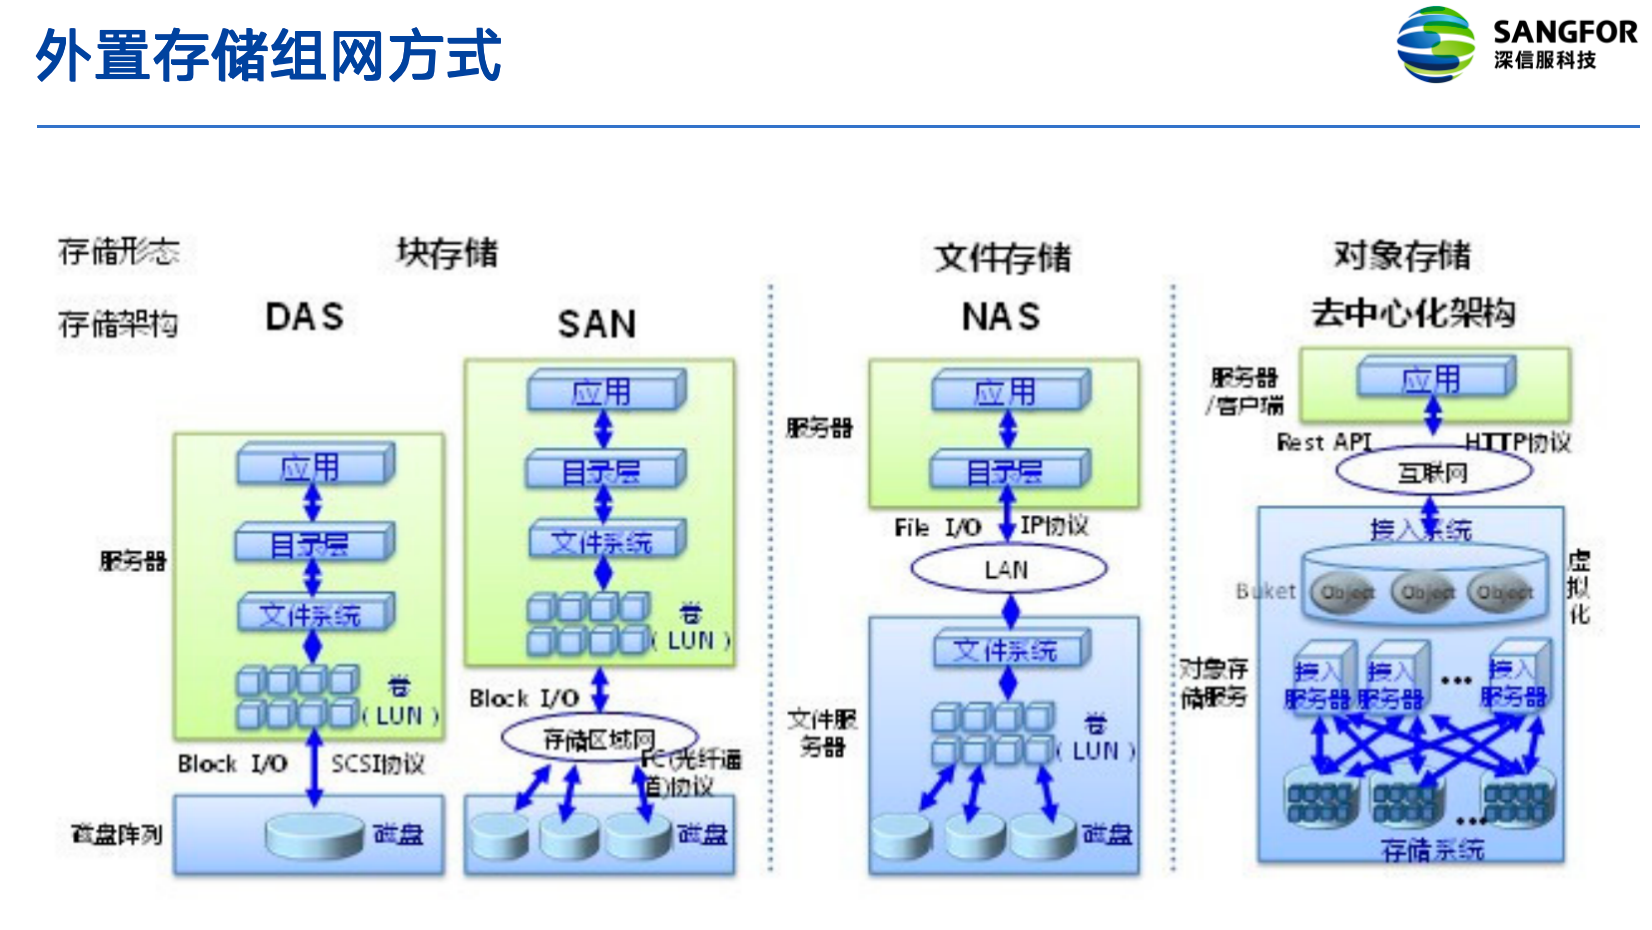 外置存储组网方式
SANGFOR
深信服科技
存储形态
块存储
文件存储
对象存储
存储架构
DAS
SAN
NAS
去中心化架构
服务器
应用
目录层
文件系统
卷
( LUN )
Block I/O
SCSI协议
磁盘阵列
磁盘
应用
目录层
文件系统
卷
( LUN )
Block I/O
存储区域网
FC(光纤通
道)协议
磁盘
服务器
应用
目录层
File I/O
IP协议
LAN
文件服
务器
文件系统
卷
( LUN )
磁盘
服务器
/客户端
应用
Rest API
HTTP协议
互联网
接入系统
Buket
Object
Object
Object
虚
拟
化
对象存
储服务
接入
服务器
接入
服务器
...
接入
服务器
...
存储系统